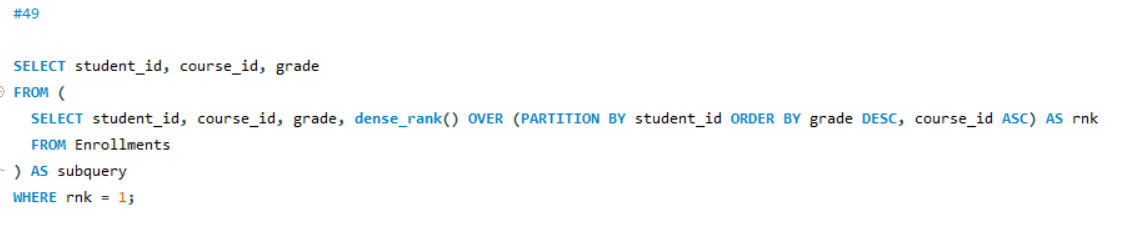 #49
SELECT student_id, course_id, grade
FROM (
SELECT student_id, course_id, grade, dense_rank() OVER (PARTITION BY student_id ORDER BY grade DESC, course_id ASC) AS rnk
FROM Enrollments
) AS subquery
WHERE rnk = 1;